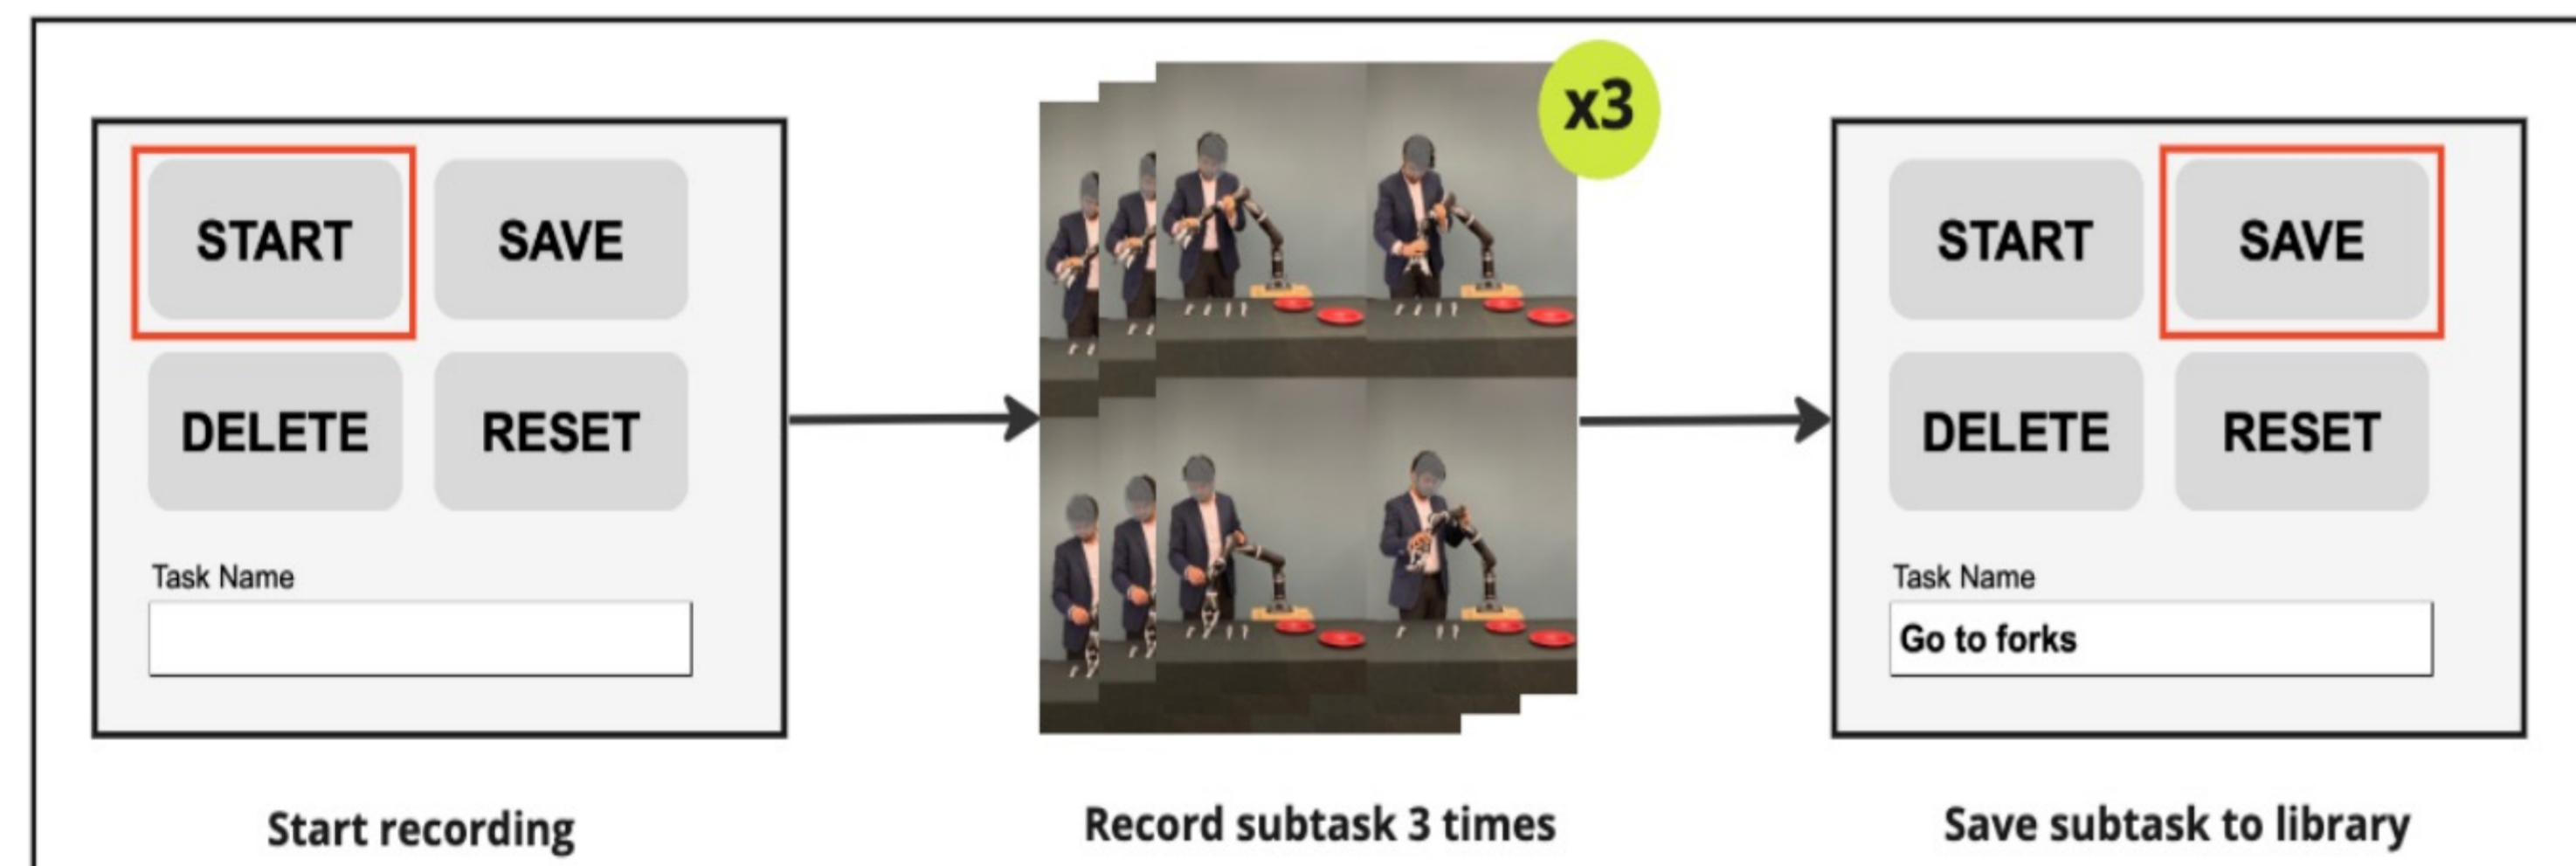 START
SAVE
DELETE
RESET
Task Name
Start recording
x3
Record subtask 3 times
START
SAVE
DELETE
RESET
Task Name
Go to forks
Save subtask to library